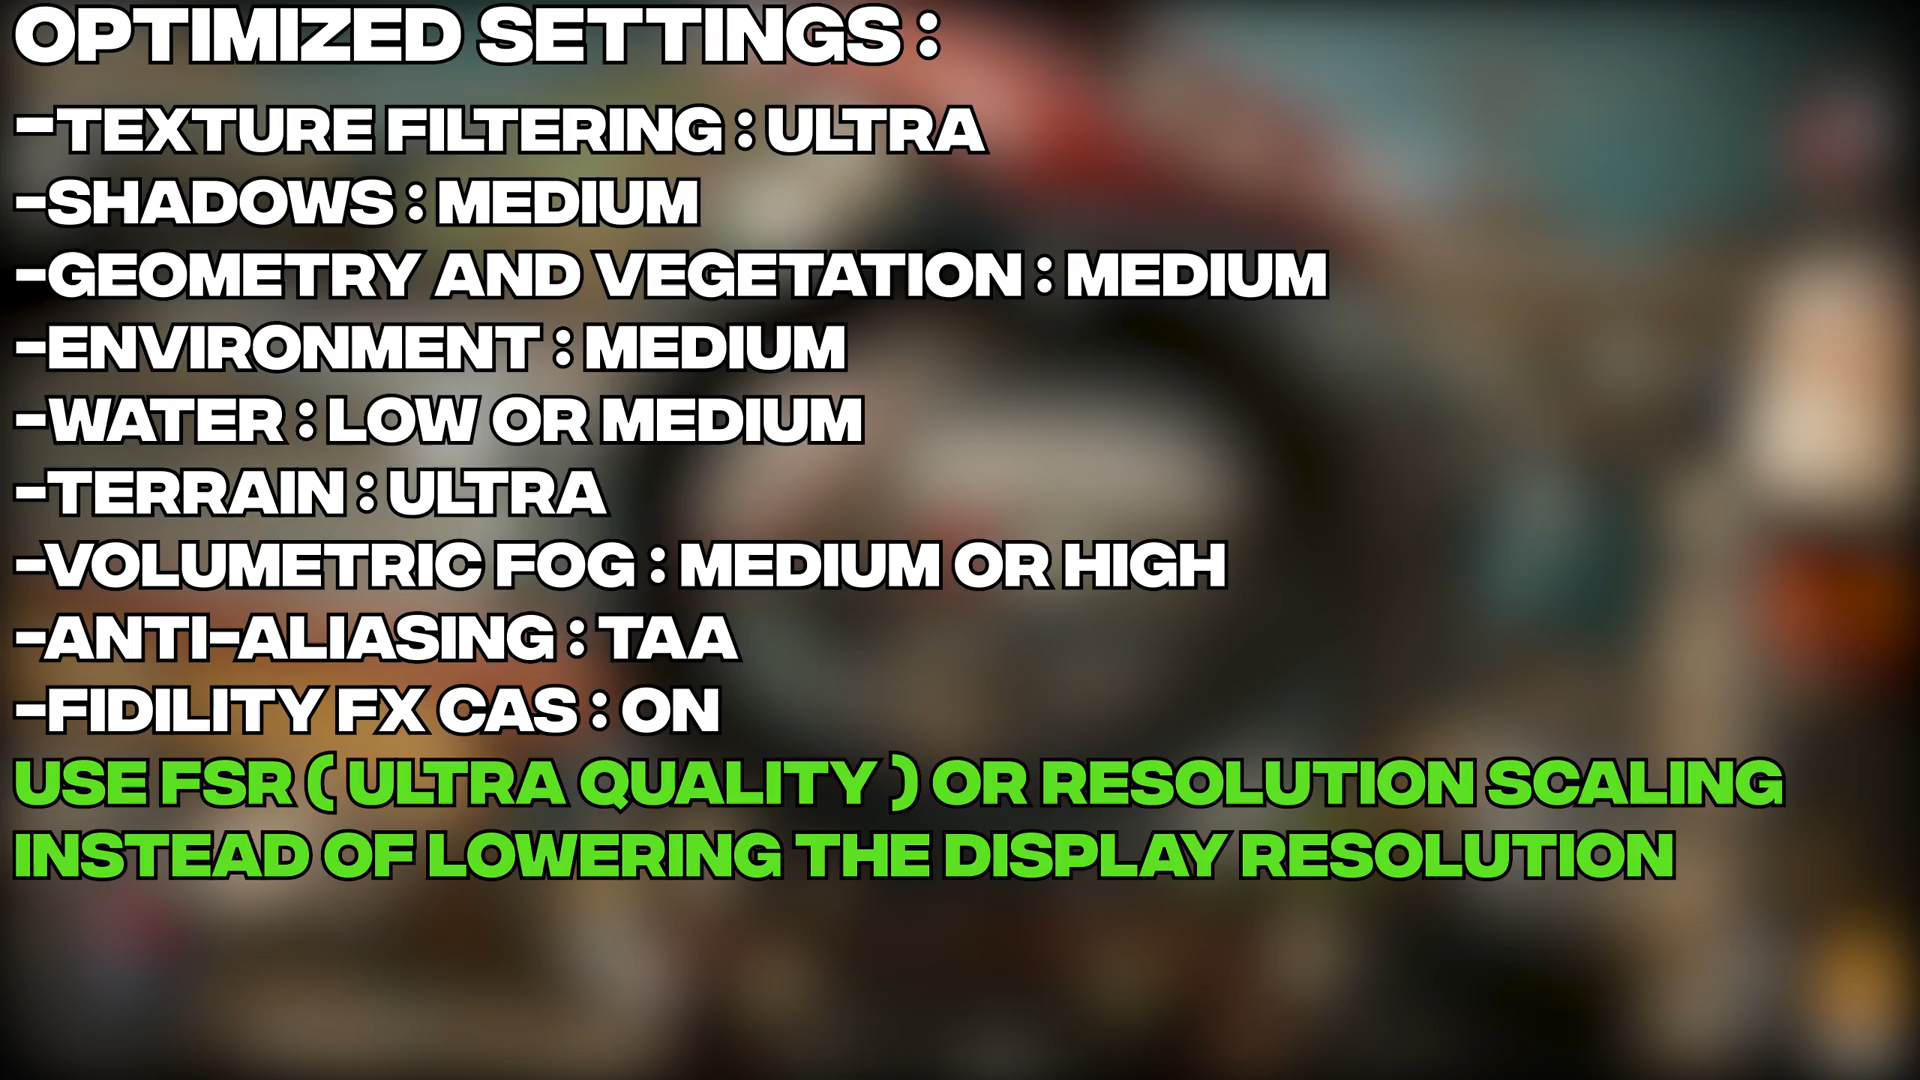 OPTIMIZED SETTINGS :
-TEXTURE FILTERING : ULTRA
-SHADOWS : MEDIUM
-GEOMETRY AND VEGETATION : MEDIUM
-ENVIRONMENT : MEDIUM
-WATER : LOW OR MEDIUM
-TERRAIN : ULTRA
-VOLUMETRIC FOG : MEDIUM OR HIGH
-ANTI-ALIASING : TAA
-FIDILITY FX CAS : ON
USE FSR ( ULTRA QUALITY ) OR RESOLUTION SCALING
INSTEAD OF LOWERING THE DISPLAY RESOLUTION